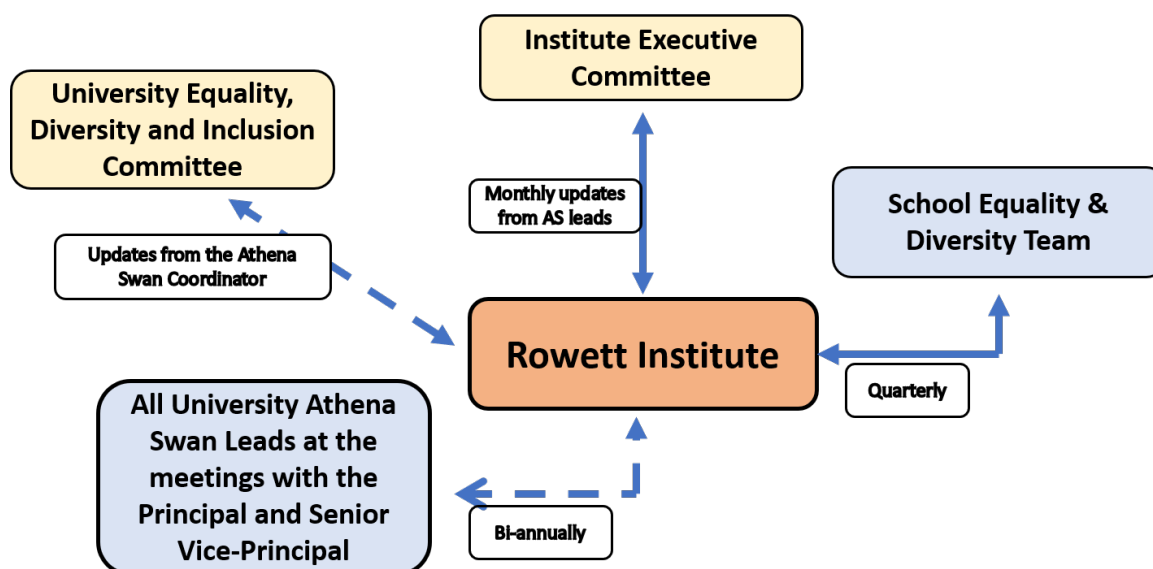 Institute Executive
Committee
University Equality,
Diversity and Inclusion
Committee
Monthly updates
from AS leads
School Equality &
Diversity Team
Updates from the Athena
Swan Coordinator
Rowett Institute
Quarterly
All University Athena
Swan Leads at the
meetings with the
Principal and Senior
Vice-Principal
Bi-annually